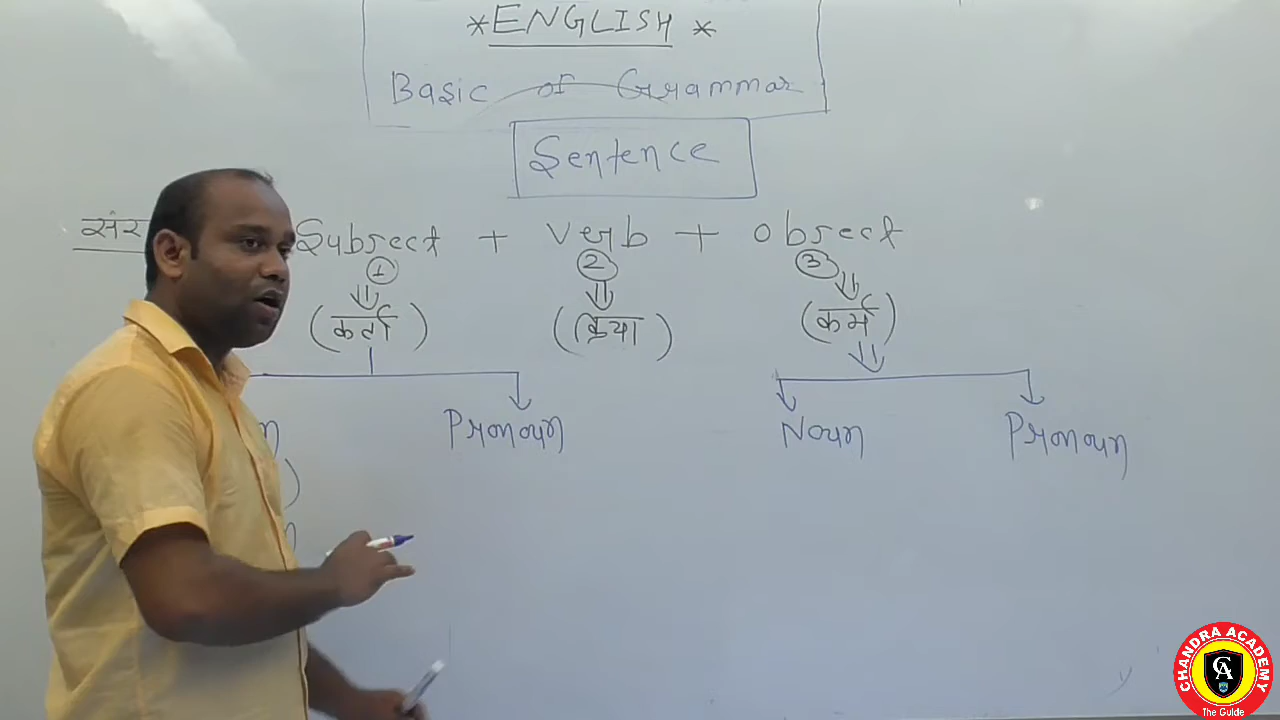 *ENGLISH*
Basic of Grammar
Sentence
संर Subject + verb + object
1 2 3
(कर्ता) (क्रिया) (कर्म)
Pronoun Noun Pronoun
CHANDRA ACADEMY
CA
The Guide